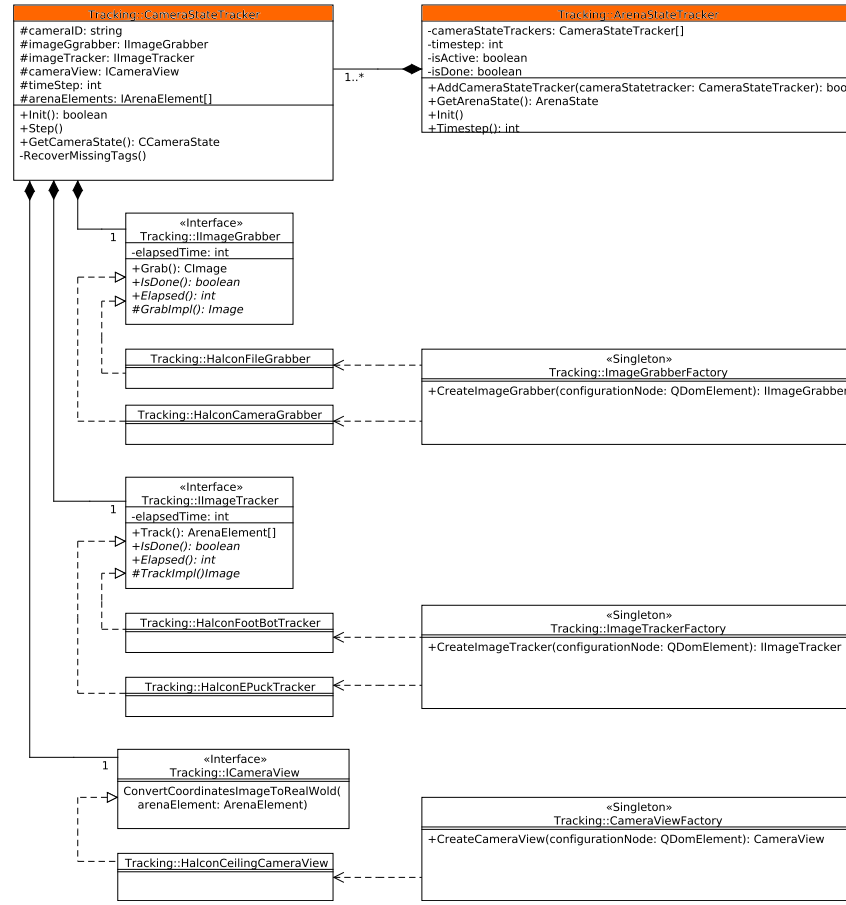 Tracking::CameraStateTracker
#cameraID: string
#imageGgrabber: IImageGrabber
#imageTracker: IImageTracker
#cameraView: ICameraView
#timeStep: int
#arenaElements: IArenaElement[]
+Init(): boolean
+Step()
+GetCameraState(): CCameraState
-RecoverMissingTags()
1..*
Tracking::ArenaStateTracker
-cameraStateTrackers: CameraStateTracker[]
-timestep: int
-isActive: boolean
-isDone: boolean
+AddCameraStateTracker(cameraStatetracker: CameraStateTracker): boo
+GetArenaState(): ArenaState
+Init()
+Timestep(): int
1
«Interface»
Tracking::IImageGrabber
-elapsedTime: int
+Grab(): CImage
+IsDone(): boolean
+Elapsed(): int
#GrabImpl(): Image
Tracking::HalconFileGrabber
Tracking::HalconCameraGrabber
«Singleton»
Tracking::ImageGrabberFactory
+CreateImageGrabber(configurationNode: QDomElement): IImageGrabber
1
«Interface»
Tracking::IImageTracker
-elapsedTime: int
+Track(): ArenaElement[]
+IsDone(): boolean
+Elapsed(): int
#TrackImpl()Image
Tracking::HalconFootBotTracker
Tracking::HalconEPuckTracker
«Singleton»
Tracking::ImageTrackerFactory
+CreateImageTracker(configurationNode: QDomElement): IImageTracker
1
«Interface»
Tracking::ICameraView
ConvertCoordinatesImageToRealWold(
arenaElement: ArenaElement)
Tracking::HalconCeilingCameraView
«Singleton»
Tracking::CameraViewFactory
+CreateCameraView(configurationNode: QDomElement): CameraView